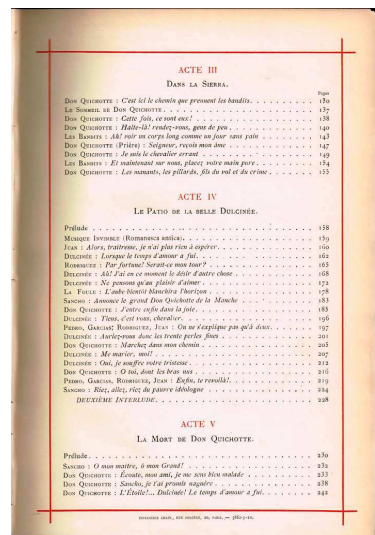 ACTE III
DANS LA SIERRA.
Pages
DON QUICHOTTE : C'est ici le chemin que prennent les bandits. . . . . . . . . . 130
LE SOMMEIL DE DON QUICHOTTE. . . . . . . . . . . . . . . . . . . 137
DON QUICHOTTE : Cette fois, ce sont eux! . . . . . . . . . . . . . . . 138
DON QUICHOTTE : Halte-là! rendez-vous, gens de peu . . . . . . . . . . . . 140
LES BANDITS : Ah! voir un corps long comme un jour sans pain . . . . . . . . 143
DON QUICHOTTE (Prière) : Seigneur, reçois mon âme . . . . . . . . . . . . 147
DON QUICHOTTE : Je suis le chevalier errant . . . . . . . . . . . . . . 149
LES BANDITS : Et maintenant sur nous, placez votre main pure . . . . . . . . . 154
DON QUICHOTTE : Les manants, les pillards, fils du vol et du crime . . . . . . . . 155
ACTE IV
LE PATIO DE LA BELLE DULCINÉE.
Prélude . . . . . . . . . . . . . . . . . . . . . . . . . . 158
MUSIQUE INVISIBLE (Romanesca antica). . . . . . . . . . . . . . . . . 159
JUAN : Alors, traitresse, je n'ai plus rien à espérer. . . . . . . . . . . . . 160
DULCINÉE : Lorsque le temps d'amour a fui. . . . . . . . . . . . . . . 162
RODRIGUEZ : Par fortune! Serait-ce mon tour? . . . . . . . . . . . . . . 165
DULCINÉE : Ah! J'ai en ce moment le désir d'autre chose . . . . . . . . . . 168
DULCINÉE : Ne pensons qu'au plaisir d'aimer . . . . . . . . . . . . . . 172
LA FOULE : L'aube bientôt blanchira l'horizon . . . . . . . . . . . . . . 178
SANCHO : Annonce le grand Don Quichotte de la Manche . . . . . . . . . . . 183
DON QUICHOTTE : J'entre enfin dans la joie. . . . . . . . . . . . . . . 185
DULCINÉE : Tiens, c'est vous, chevalier. . . . . . . . . . . . . . . . 196
PEDRO, GARCIAS, RODRIGUEZ, JUAN : On ne s'explique pas qu'à deux. . . . . . . 197
DULCINÉE : Auriez-vous donc les trente perles fines . . . . . . . . . . . . 201
DON QUICHOTTE : Marchez dans mon chemin . . . . . . . . . . . . . . 205
DULCINÉE : Me marier, moi! . . . . . . . . . . . . . . . . . . . . 207
DULCINÉE : Oui, je souffre votre tristesse . . . . . . . . . . . . . . . 212
DON QUICHOTTE : O toi, dont les bras nus . . . . . . . . . . . . . . . 216
PEDRO, GARCIAS, RODRIGUEZ, JUAN : Enfin, te revoilà!. . . . . . . . . . . 219
SANCHO : Riez, allez, riez du pauvre idéologue . . . . . . . . . . . . . 224
DEUXIÈME INTERLUDE. . . . . . . . . . . . . . . . . . . . . 228
ACTE V
LA MORT DE DON QUICHOTTE.
Prélude. . . . . . . . . . . . . . . . . . . . . . . . . . . 230
SANCHO : O mon maître, ô mon Grand! . . . . . . . . . . . . . . . . 232
DON QUICHOTTE : Écoute, mon ami, je me sens bien malade . . . . . . . . . . 233
DON QUICHOTTE : Sancho, je t'ai promis naguère. . . . . . . . . . . . . 238
DON QUICHOTTE : L'Étoile!... Dulcinée! Le temps d'amour a fui. . . . . . . . . 242
IMPRIMERIE CHAIX, RUE BERGÈRE, 20, PARIS.